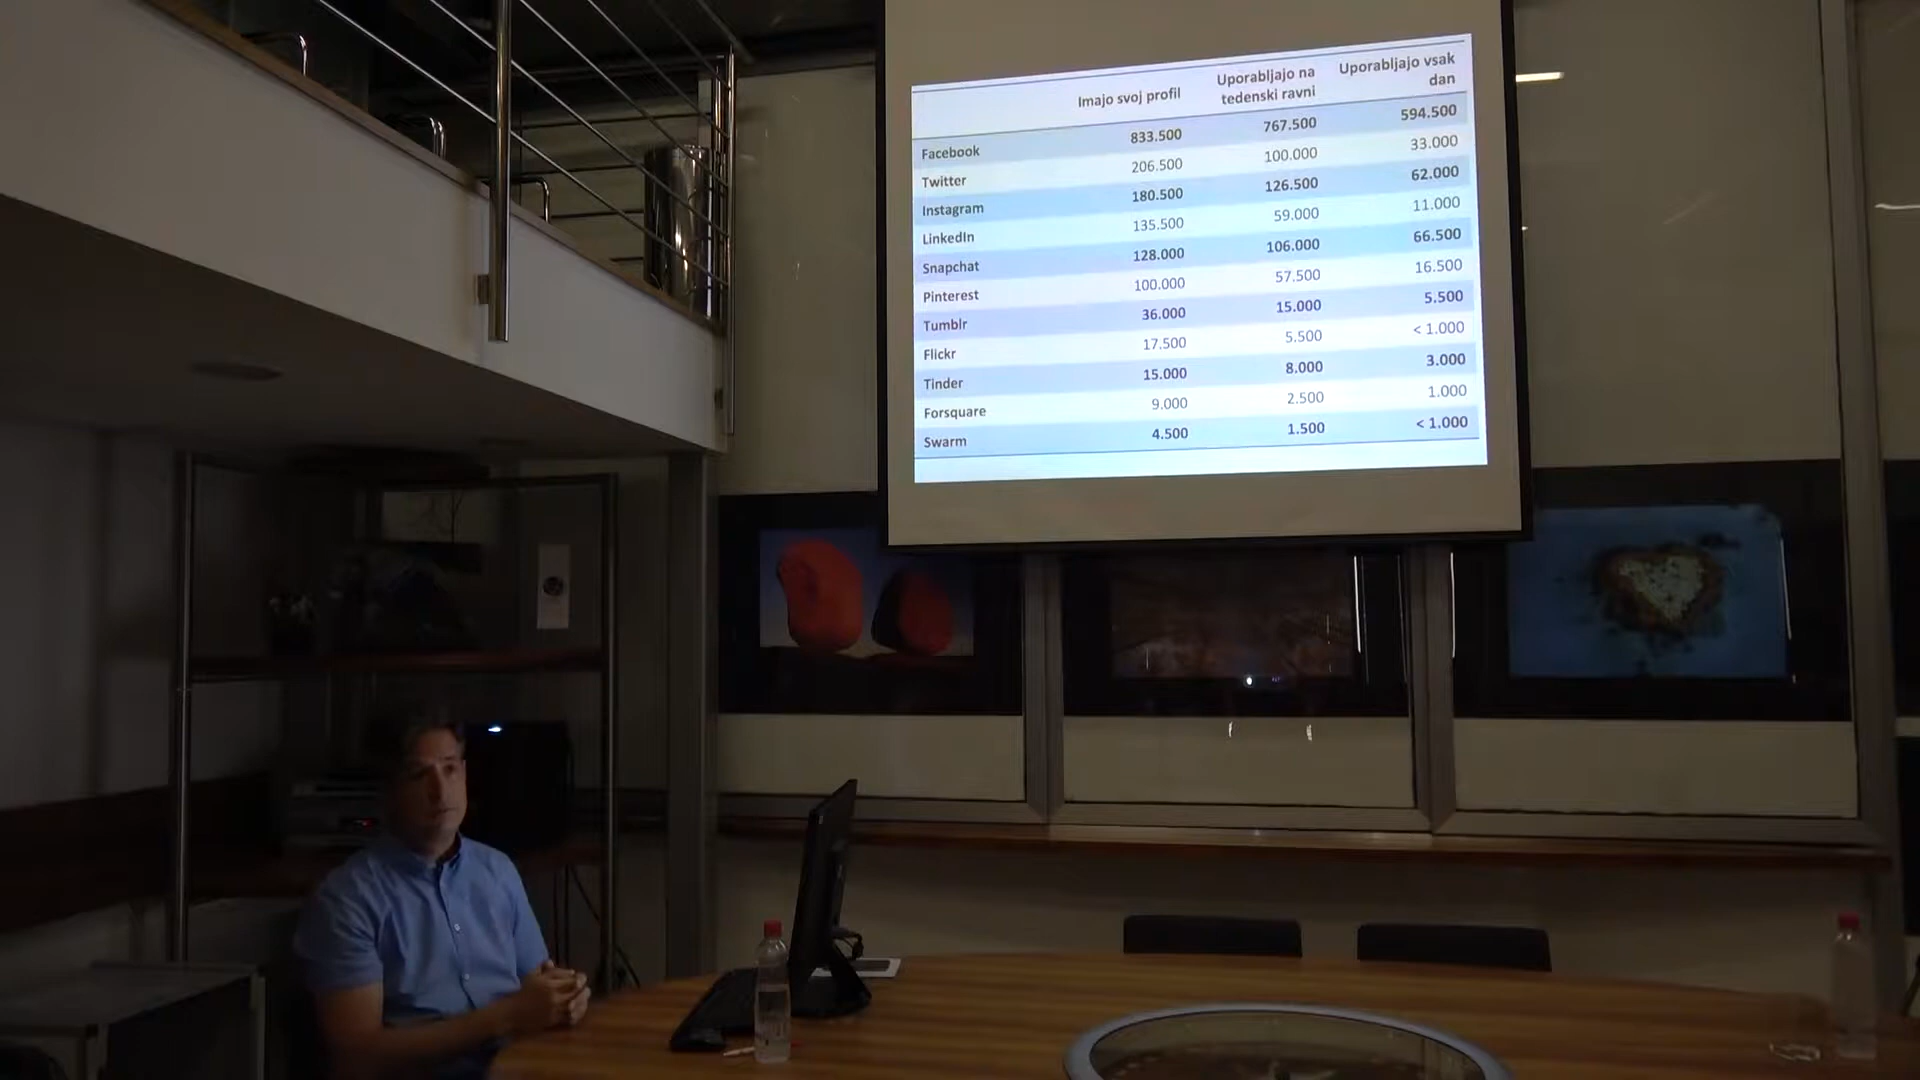 Imajo svoj profil Uporabljajo na tedenski ravni Uporabljajo vsak dan
Facebook 833.500 767.500 594.500
Twitter 206.500 100.000 33.000
Instagram 180.500 126.500 62.000
LinkedIn 135.500 59.000 11.000
Snapchat 128.000 106.000 66.500
Pinterest 100.000 57.500 16.500
Tumblr 36.000 15.000 5.500
Flickr 17.500 5.500 < 1.000
Tinder 15.000 8.000 3.000
Forsquare 9.000 2.500 1.000
Swarm 4.500 1.500 < 1.000